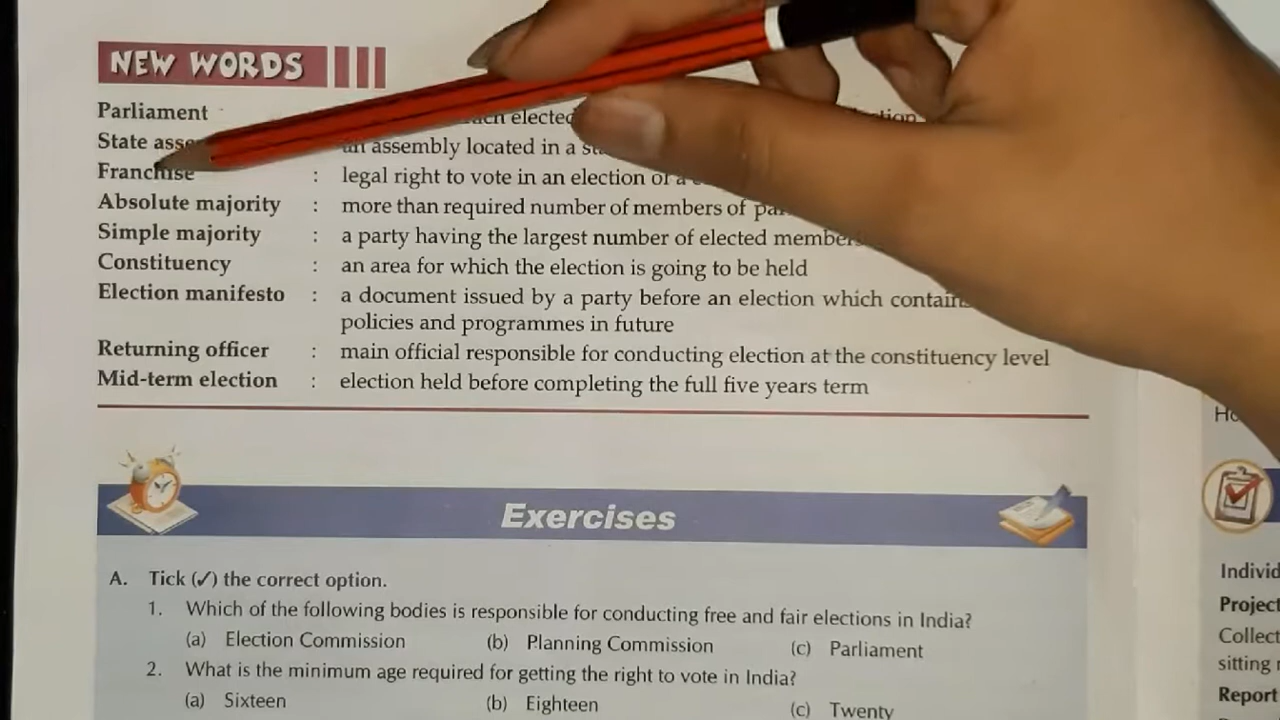 NEW WORDS
Parliament elected
State : an assembly located in a
Franchise : legal right to vote in an election of a
Absolute majority : more than required number of members of
Simple majority : a party having the largest number of elected
Constituency : an area for which the election is going to be held
Election manifesto : a document issued by a party before an election which
policies and programmes in future
Returning officer : main official responsible for conducting election at the constituency level
Mid-term election : election held before completing the full five years term
Exercises
A. Tick (✓) the correct option.
1. Which of the following bodies is responsible for conducting free and fair elections in India?
(a) Election Commission (b) Planning Commission (c) Parliament
2. What is the minimum age required for getting the right to vote in India?
(a) Sixteen (b) Eighteen (c) Twenty
Project
sitting
Report